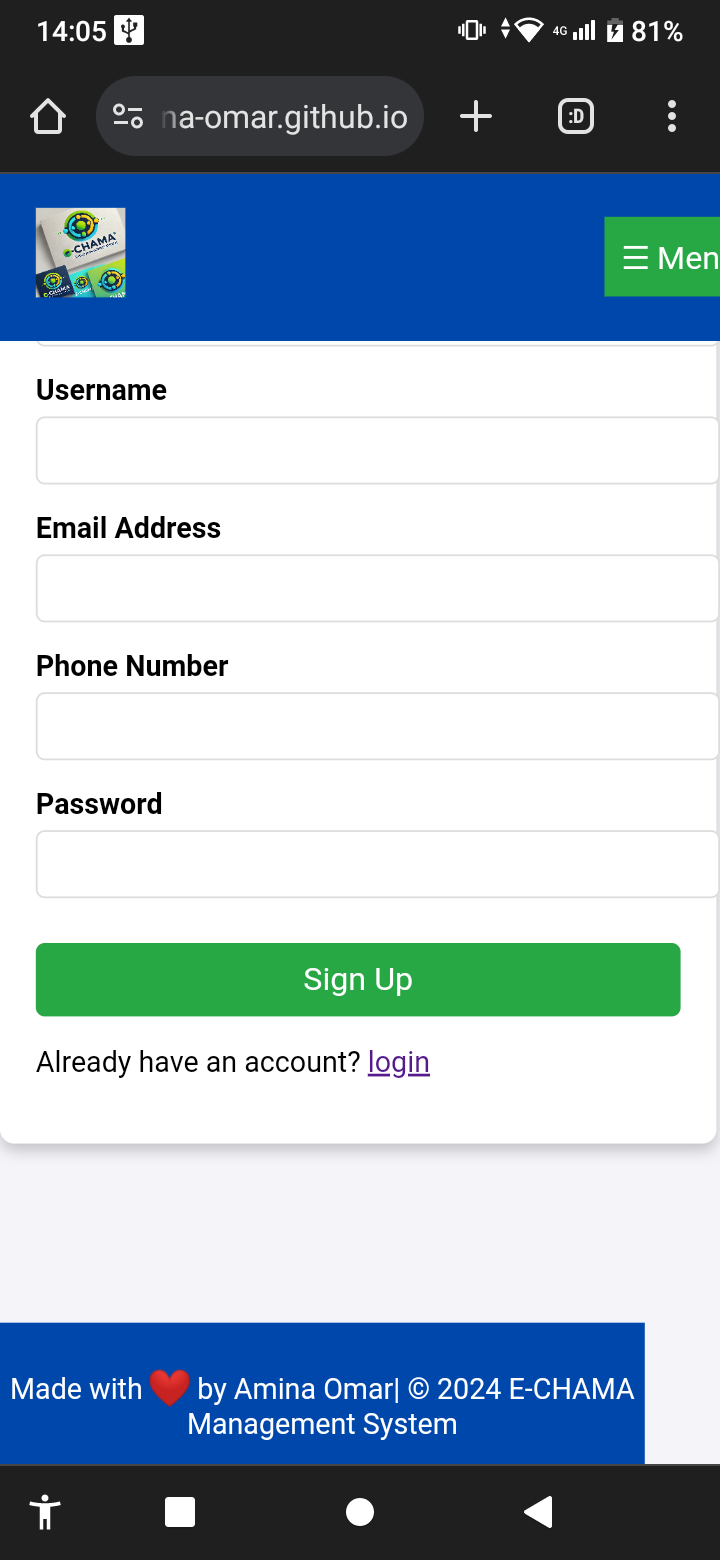 14:05
4G
81%
na-omar.github.io
:D
-CHAMA
☰ Men
Username
Email Address
Phone Number
Password
Sign Up
Already have an account? login
Made with ❤️ by Amina Omar| © 2024 E-CHAMA
Management System